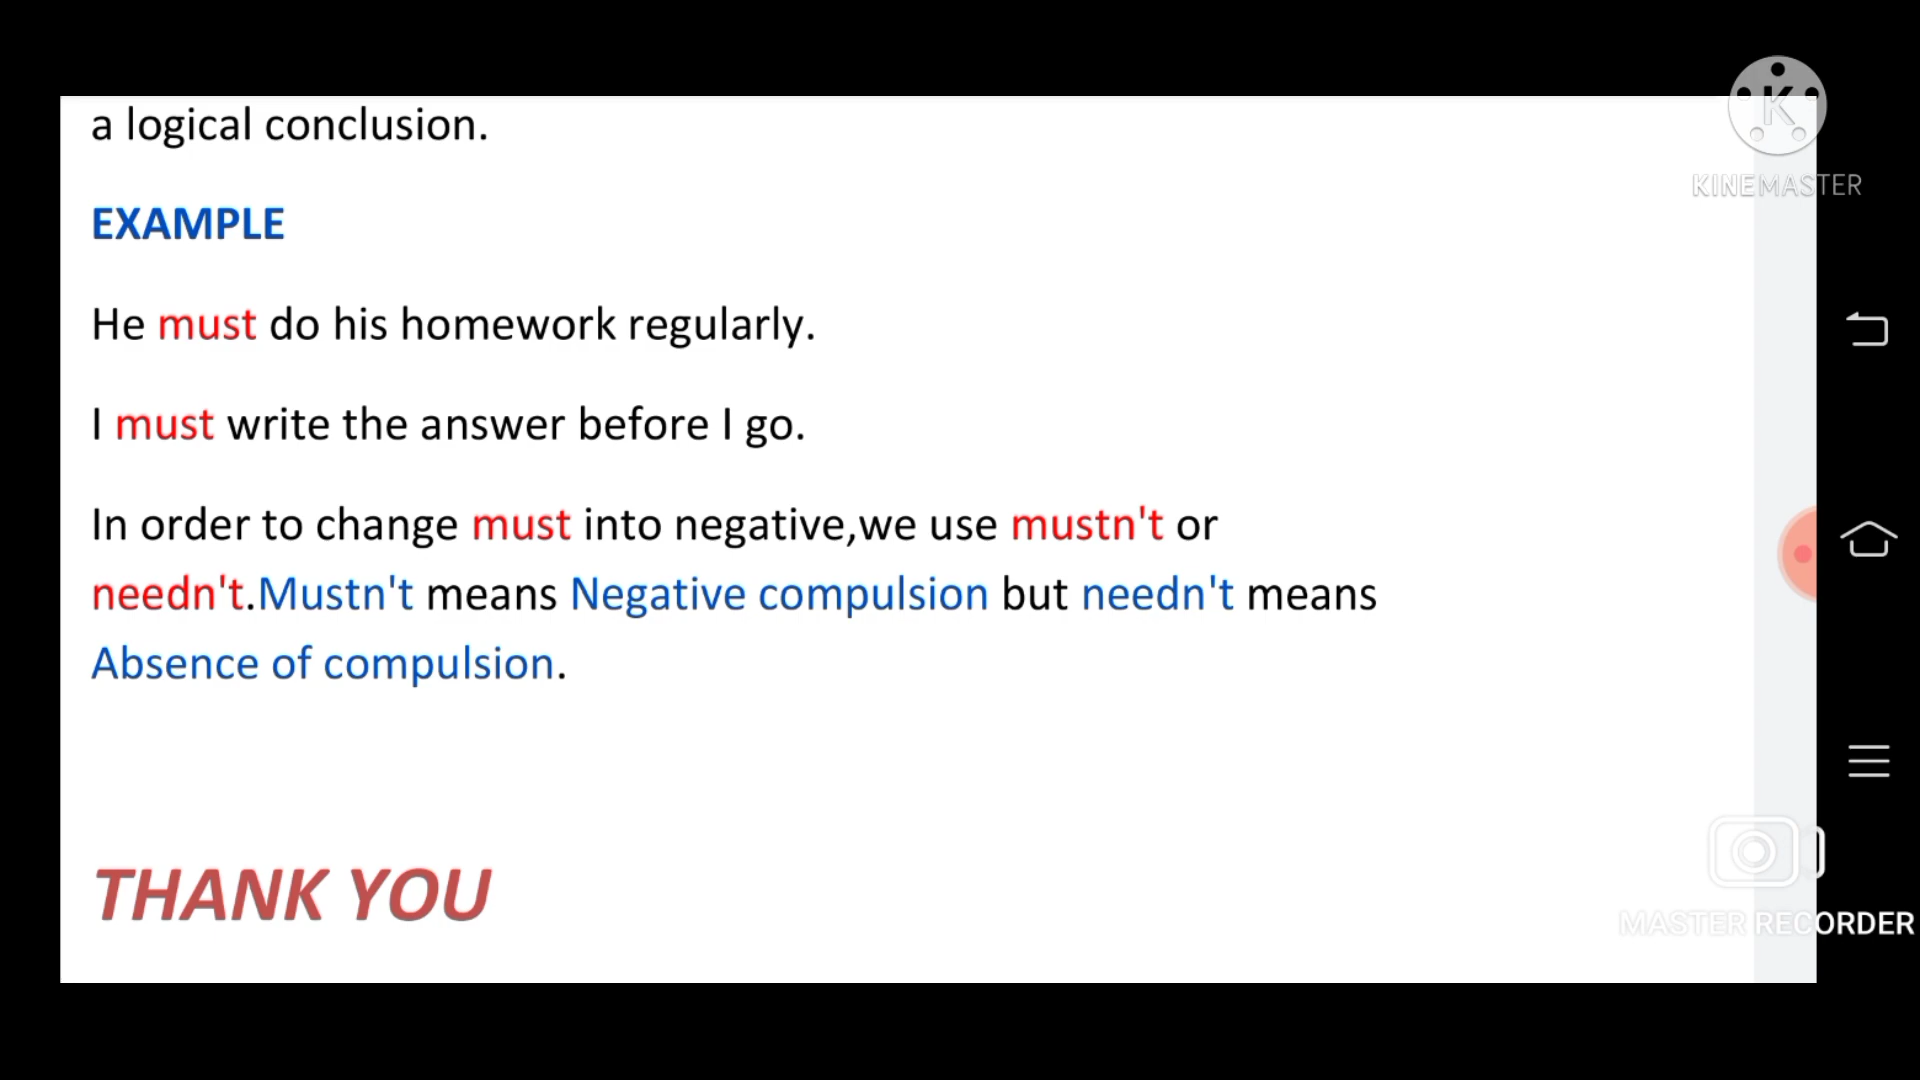 a logical conclusion.
EXAMPLE
He must do his homework regularly.
I must write the answer before I go.
In order to change must into negative,we use mustn't or
needn't.Mustn't means Negative compulsion but needn't means
Absence of compulsion.
THANK YOU
K
KINEMASTER
MASTER RECORDER